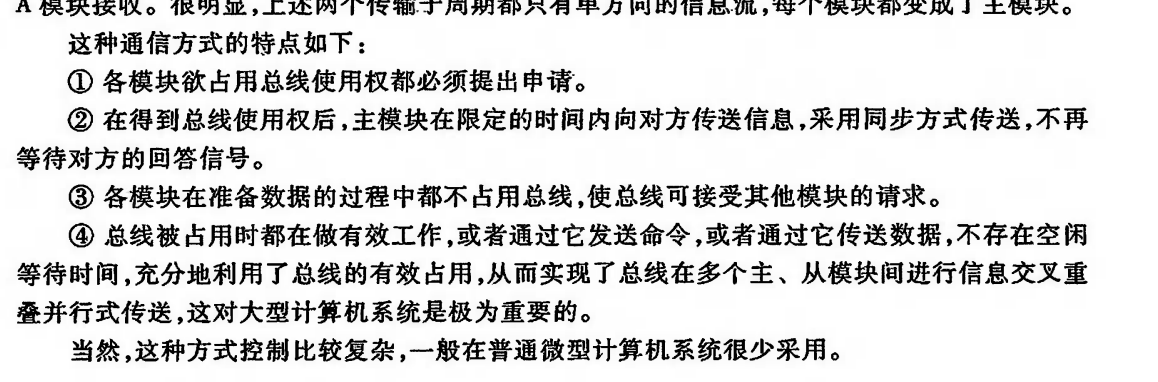 A模块接收。很明显,上述两个传输子周期都只有单方向的信息流,每个模块都变成了主模块。
这种通信方式的特点如下:
① 各模块欲占用总线使用权都必须提出申请。
② 在得到总线使用权后,主模块在限定的时间内向对方传送信息,采用同步方式传送,不再
等待对方的回答信号。
③ 各模块在准备数据的过程中都不占用总线,使总线可接受其他模块的请求。
④ 总线被占用时都在做有效工作,或者通过它发送命令,或者通过它传送数据,不存在空闲
等待时间,充分地利用了总线的有效占用,从而实现了总线在多个主、从模块间进行信息交叉重
叠并行式传送,这对大型计算机系统是极为重要的。
当然,这种方式控制比较复杂,一般在普通微型计算机系统很少采用。